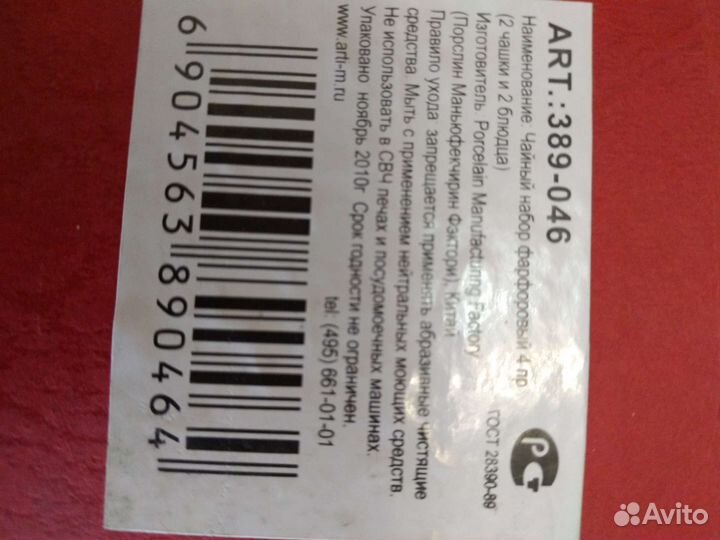 ART.:389-046
Наименование: Чайный набор фарфоровый 4 пр
(2 чашки и 2 блюдца)
ГОСТ 28390-89
Изготовитель: Porcelain Manufacturing Factory
(Порслин Маньюфекчирин Фэктори), Китай
Правило ухода: запрещается применять абразивные чистящие
средства. Мыть с применением нейтральных моющих средств.
Не использовать в СВЧ печах и посудомоечных машинах.
Упаковано: ноябрь 2010г. Срок годности не ограничен.
www.arti-m.ru
tel: (495) 661-01-01
6 904563 890464
Avito